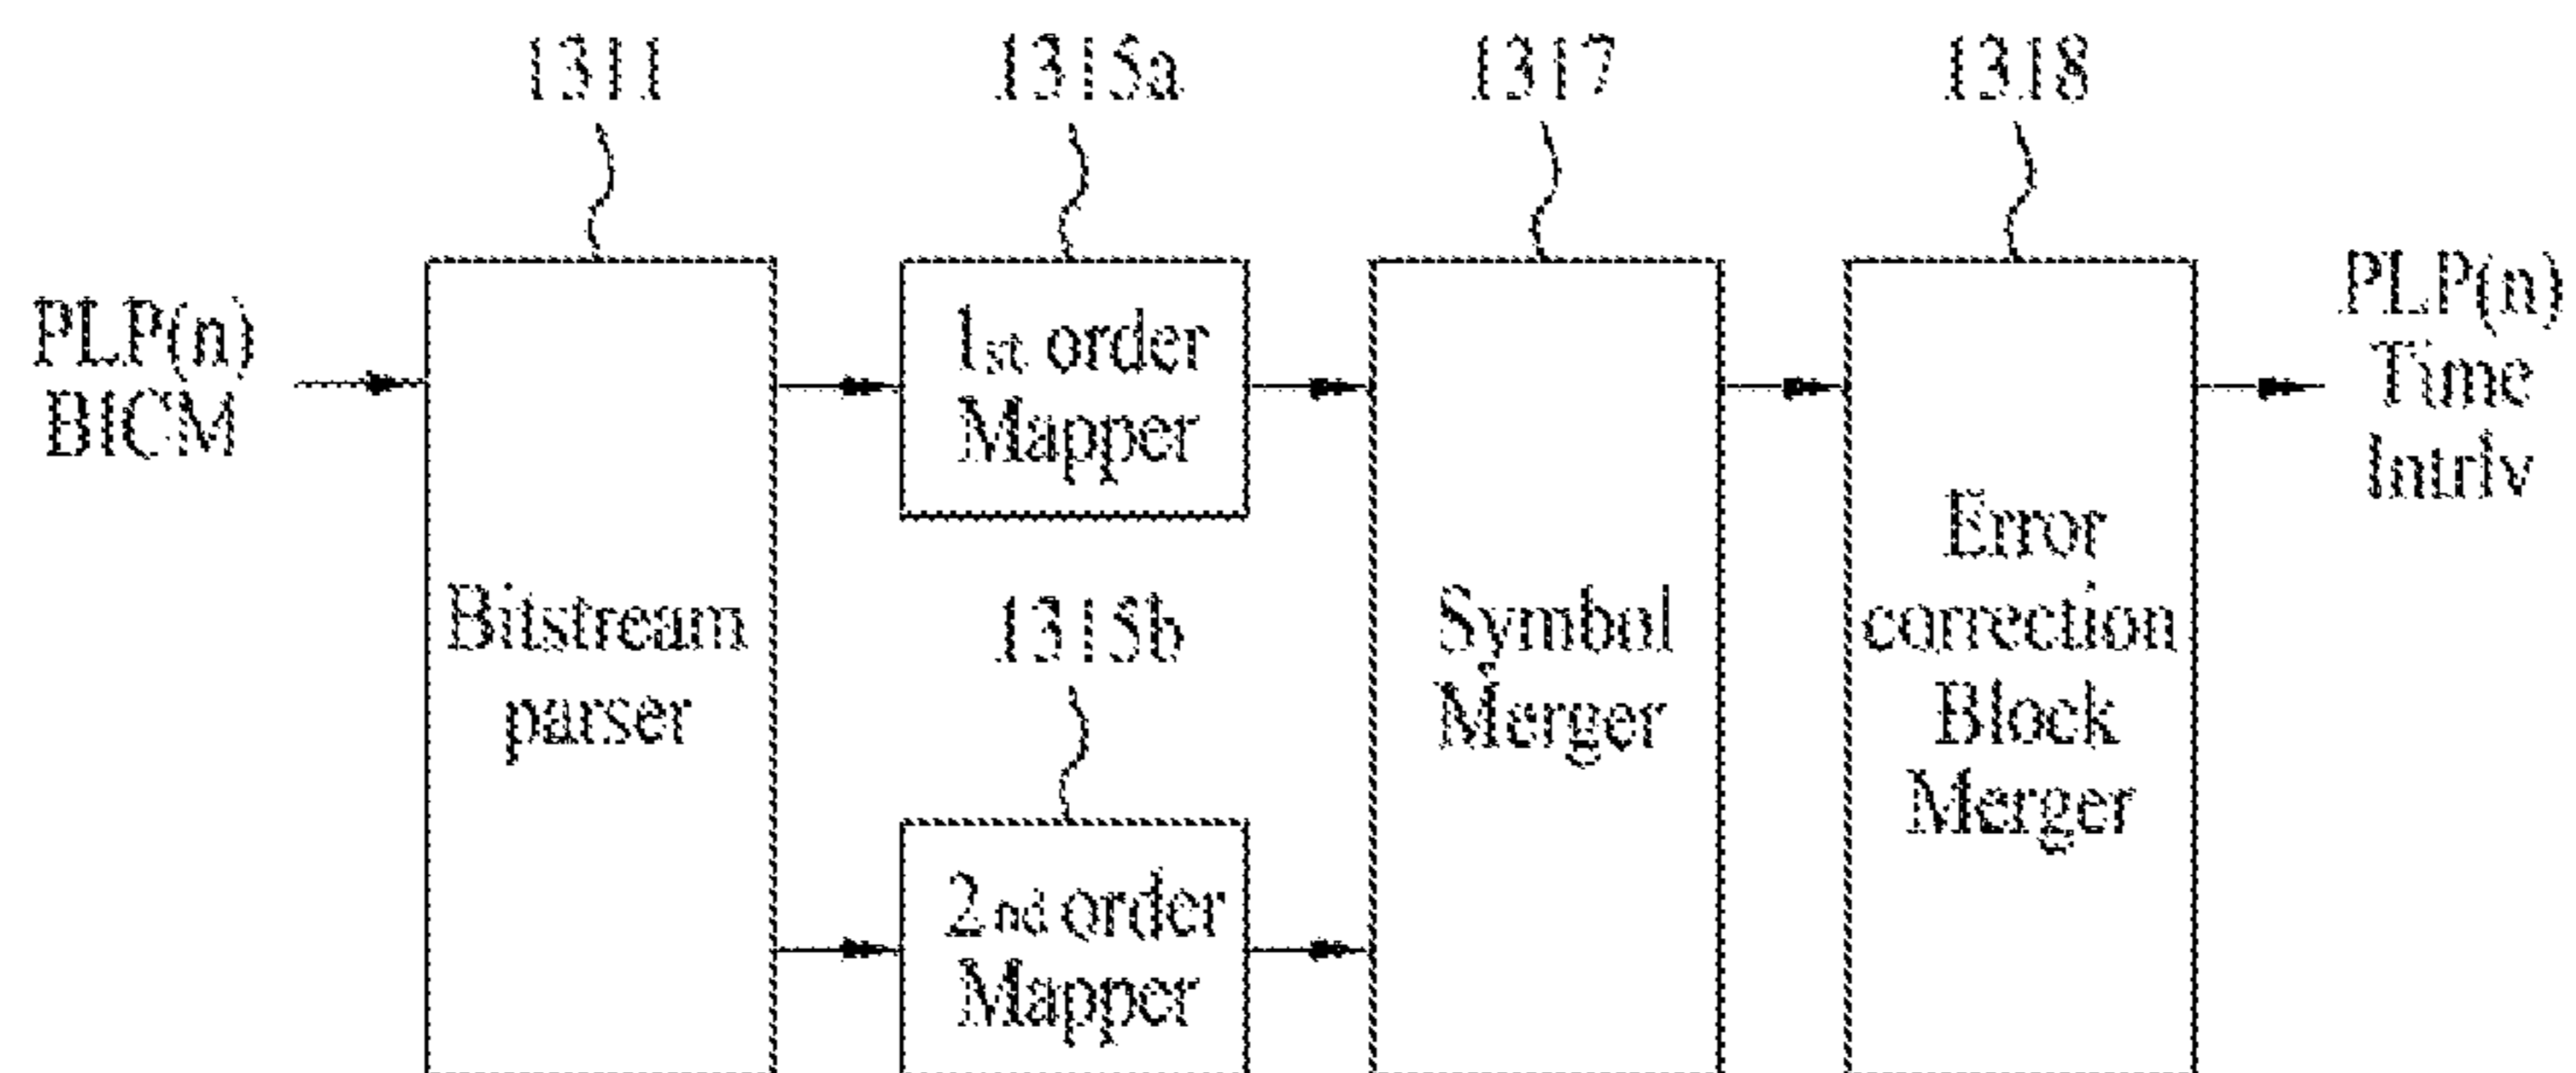 1311
1315a
1317
1318
PLP(n)
BICM
Bitstream
parser
1st order
Mapper
1315b
2nd order
Mapper
Symbol
Merger
Error
correction
Block
Merger
PLP(n)
Time
Intrlv